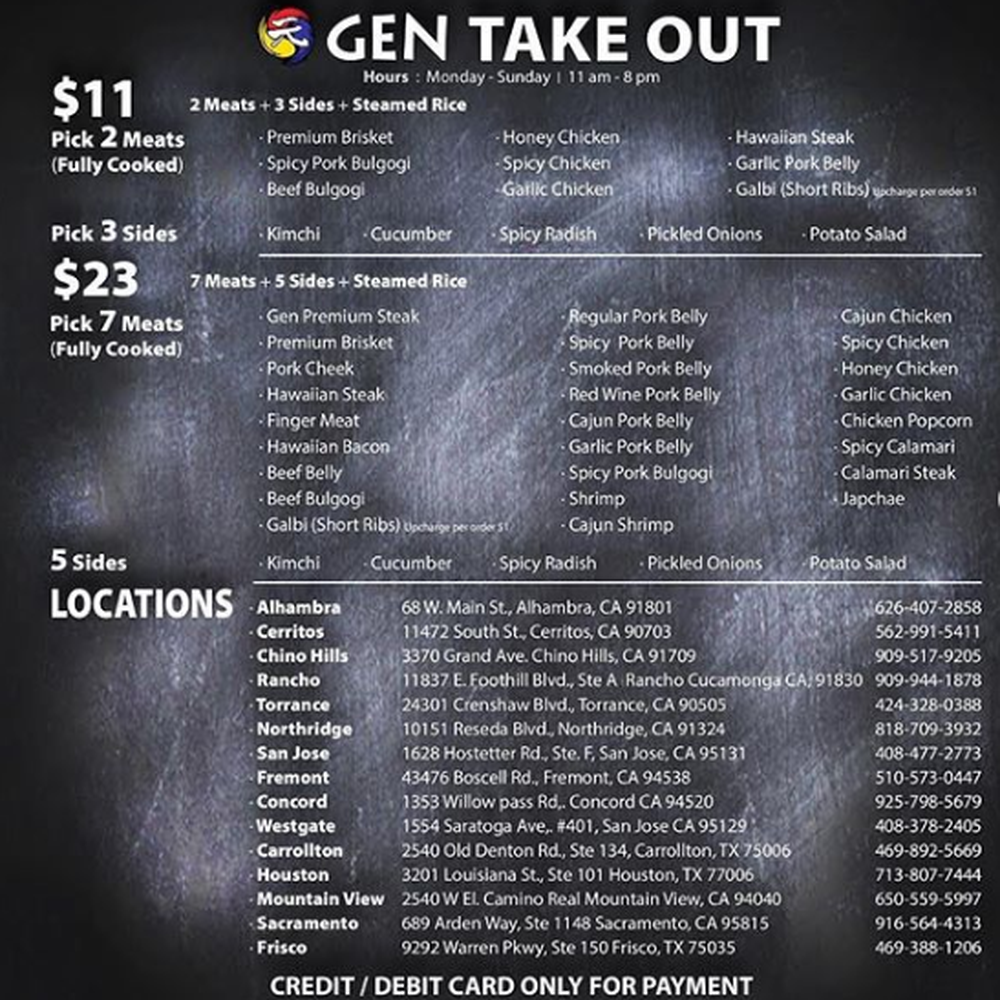 GEN TAKE OUT
Hours : Monday - Sunday | 11 am - 8 pm
$11
2 Meats + 3 Sides + Steamed Rice
Pick 2 Meats
(Fully Cooked)
· Premium Brisket · Honey Chicken · Hawaiian Steak
· Spicy Pork Bulgogi · Spicy Chicken · Garlic Pork Belly
· Beef Bulgogi · Garlic Chicken · Galbi (Short Ribs) Upcharge per order $1
Pick 3 Sides · Kimchi · Cucumber · Spicy Radish · Pickled Onions · Potato Salad
$23
7 Meats + 5 Sides + Steamed Rice
Pick 7 Meats
(Fully Cooked)
· Gen Premium Steak · Regular Pork Belly · Cajun Chicken
· Premium Brisket · Spicy Pork Belly · Spicy Chicken
· Pork Cheek · Smoked Pork Belly · Honey Chicken
· Hawaiian Steak · Red Wine Pork Belly · Garlic Chicken
· Finger Meat · Cajun Pork Belly · Chicken Popcorn
· Hawaiian Bacon · Garlic Pork Belly · Spicy Calamari
· Beef Belly · Spicy Pork Bulgogi · Calamari Steak
· Beef Bulgogi · Shrimp · Japchae
· Galbi (Short Ribs) Upcharge per order $1 · Cajun Shrimp
5 Sides · Kimchi · Cucumber · Spicy Radish · Pickled Onions · Potato Salad
LOCATIONS
· Alhambra 68 W. Main St., Alhambra, CA 91801 626-407-2858
· Cerritos 11472 South St., Cerritos, CA 90703 562-991-5411
· Chino Hills 3370 Grand Ave. Chino Hills, CA 91709 909-517-9205
· Rancho 11837 E. Foothill Blvd., Ste A Rancho Cucamonga CA, 91830 909-944-1878
· Torrance 24301 Crenshaw Blvd., Torrance, CA 90505 424-328-0388
· Northridge 10151 Reseda Blvd., Northridge, CA 91324 818-709-3932
· San Jose 1628 Hostetter Rd., Ste. F, San Jose, CA 95131 408-477-2773
· Fremont 43476 Boscell Rd., Fremont, CA 94538 510-573-0447
· Concord 1353 Willow pass Rd,. Concord CA 94520 925-798-5679
· Westgate 1554 Saratoga Ave,. #401, San Jose CA 95129 408-378-2405
· Carrollton 2540 Old Denton Rd., Ste 134, Carrollton, TX 75006 469-892-5669
· Houston 3201 Louisiana St., Ste 101 Houston, TX 77006 713-807-7444
· Mountain View 2540 W El. Camino Real Mountain View, CA 94040 650-559-5997
· Sacramento 689 Arden Way, Ste 1148 Sacramento, CA 95815 916-564-4313
· Frisco 9292 Warren Pkwy, Ste 150 Frisco, TX 75035 469-388-1206
CREDIT / DEBIT CARD ONLY FOR PAYMENT